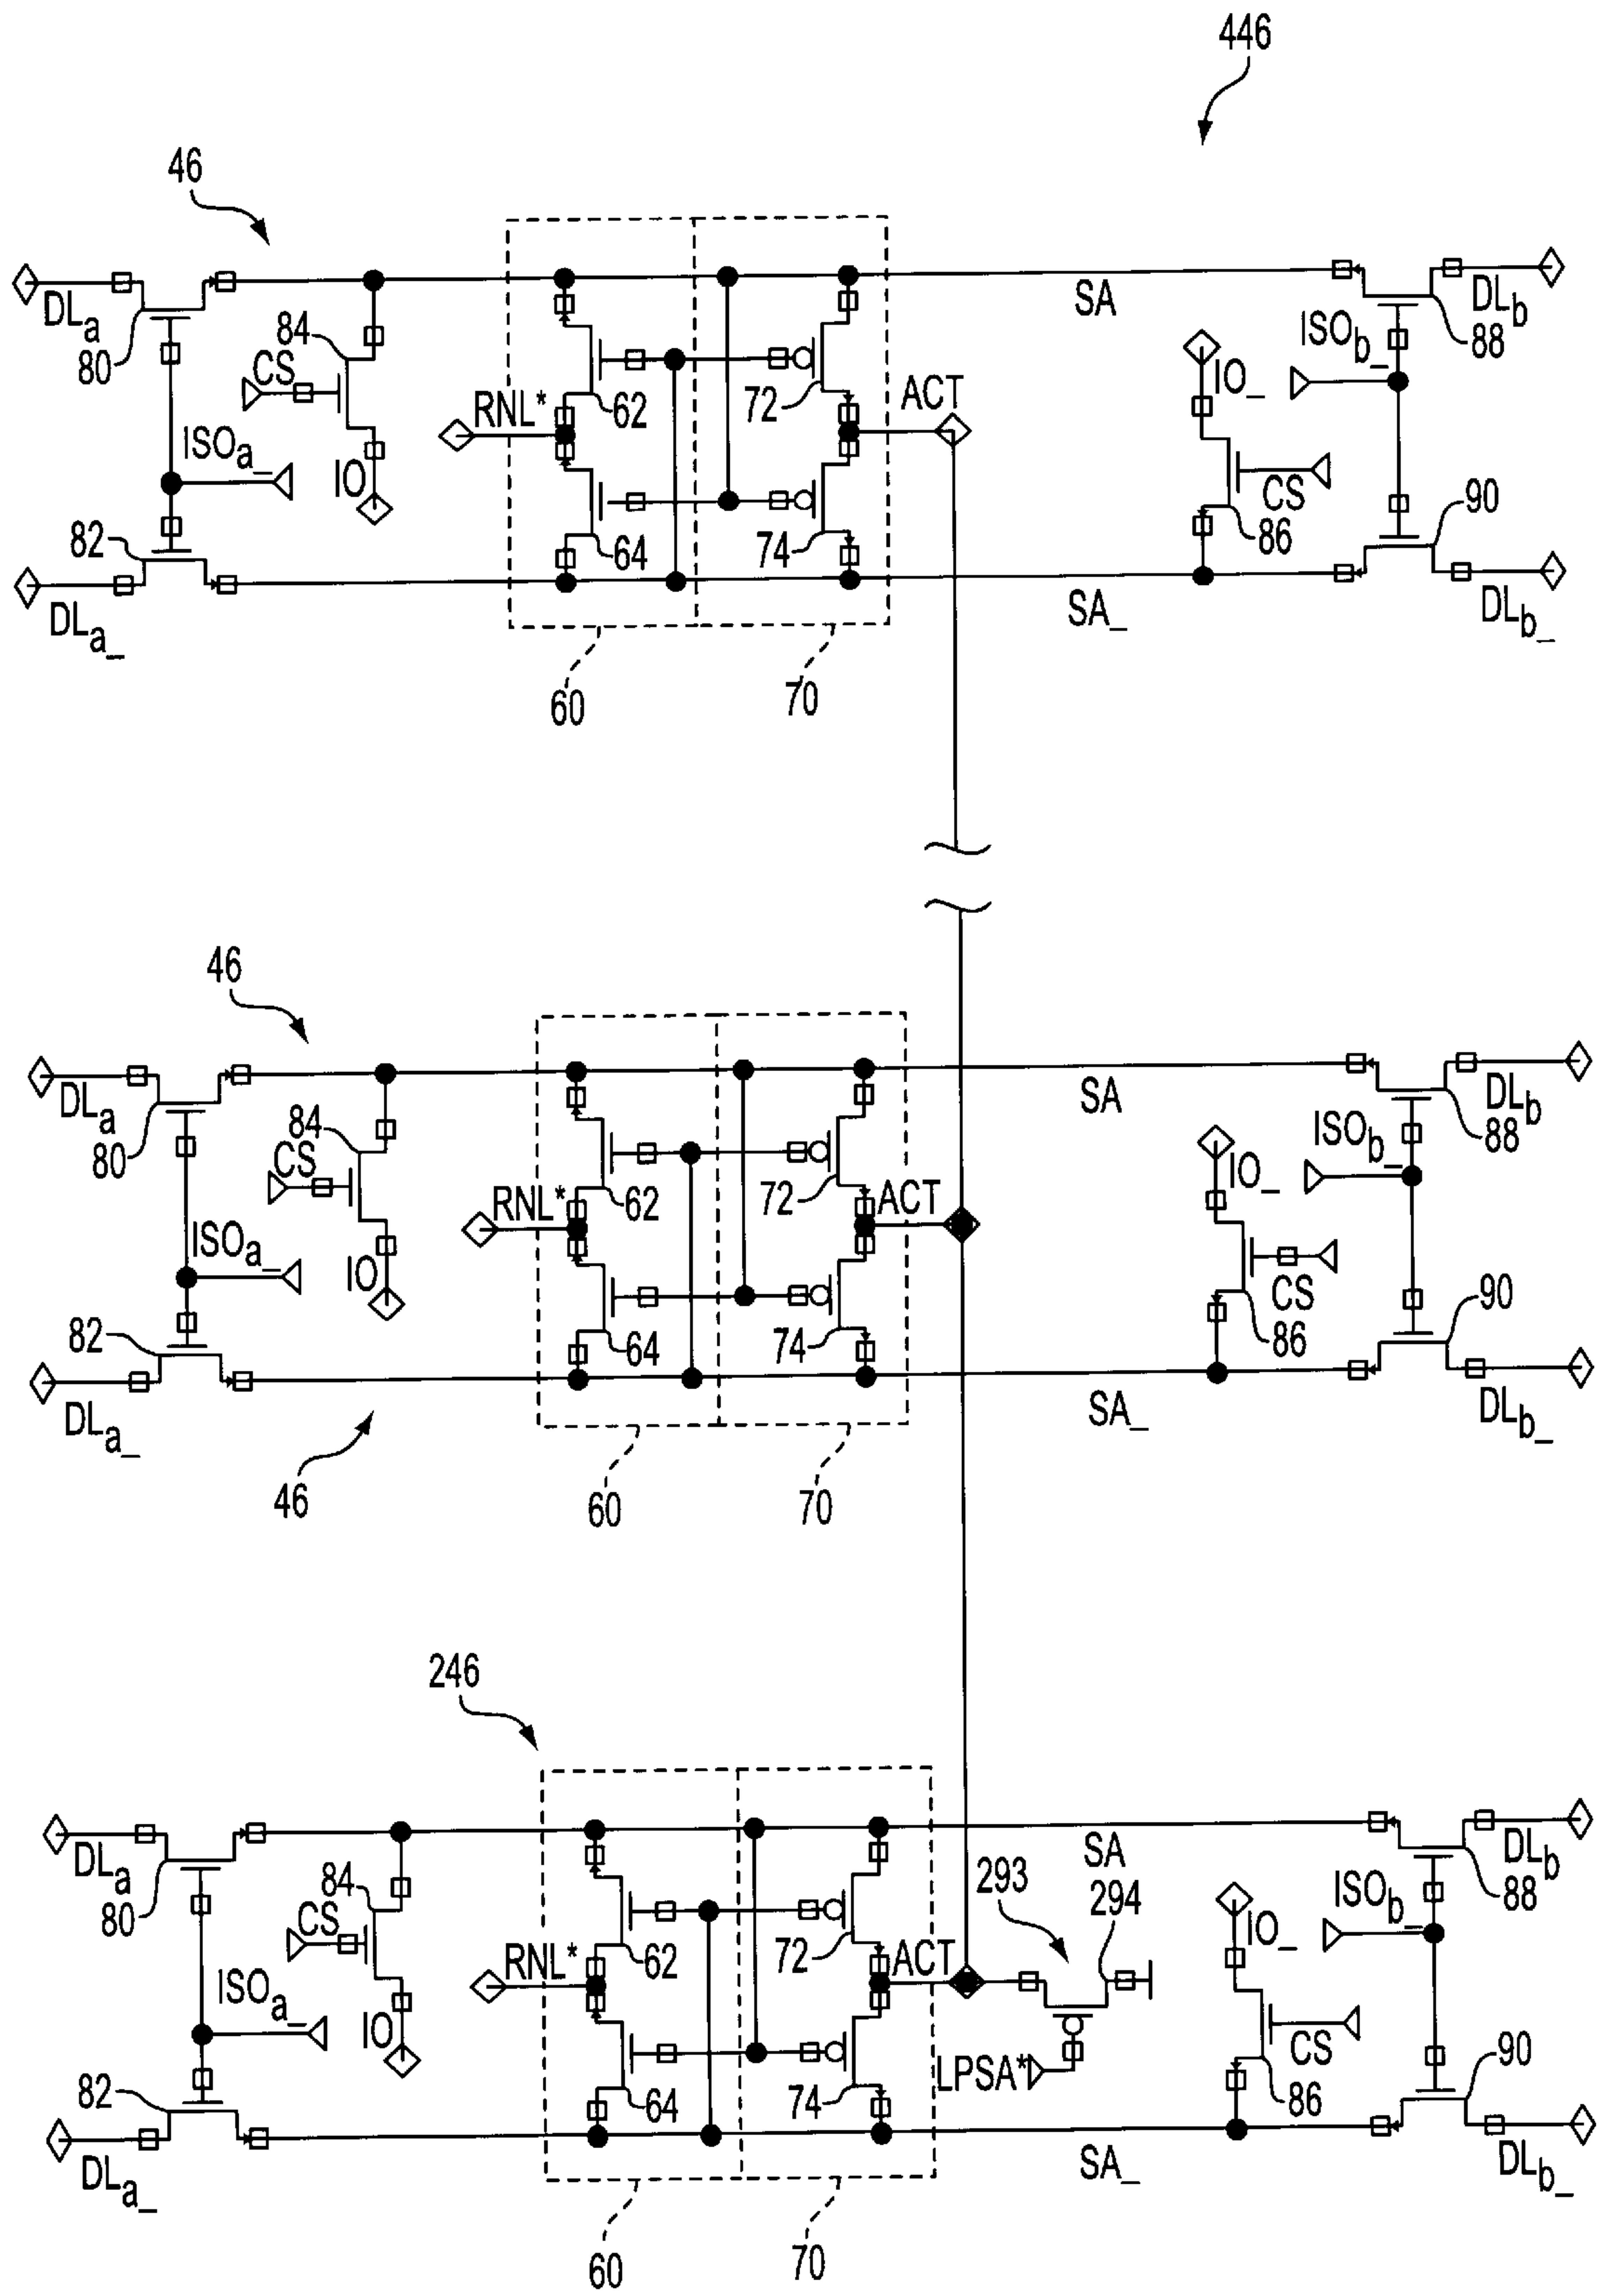 446
46
DLa
80
84
CS
ISOa_
IO
82
DLa_
RNL*
62
64
72
74
ACT
60
70
SA
SA_
IO_
CS
86
ISOb_
DLb
88
90
DLb_
46
DLa
80
84
CS
ISOa_
IO
82
DLa_
46
RNL*
62
64
72
74
ACT
60
70
SA
SA_
IO_
CS
86
ISOb_
DLb
88
90
DLb_
246
DLa
80
84
CS
ISOa_
IO
82
DLa_
RNL*
62
64
72
74
ACT
60
70
293
294
LPSA*
SA
SA_
IO_
CS
86
ISOb_
DLb
88
90
DLb_